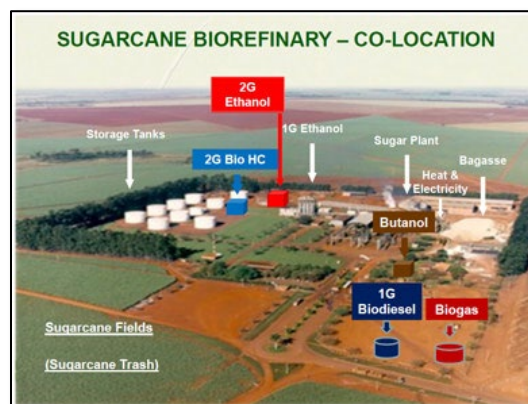 SUGARCANE BIOREFINARY – CO-LOCATION
2G
Ethanol
Storage Tanks
1G Ethanol
Sugar Plant
Bagasse
2G Bio HC
Heat &
Electricity
Butanol
1G
Biodiesel
Biogas
Sugarcane Fields
(Sugarcane Trash)